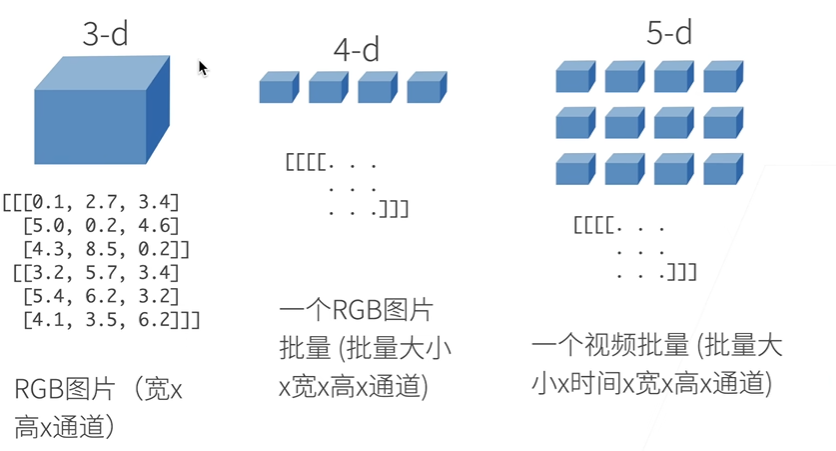 3-d
[[[0.1, 2.7, 3.4]
[5.0, 0.2, 4.6]
[4.3, 8.5, 0.2]]
[[3.2, 5.7, 3.4]
[5.4, 6.2, 3.2]
[4.1, 3.5, 6.2]]]
RGB图片（宽x
高x通道）
4-d
[[[[. . .
. . .
. . .]]]
一个RGB图片
批量 (批量大小
x宽x高x通道)
5-d
[[[[. . .
. . .
. . .]]]
一个视频批量 (批量大
小x时间x宽x高x通道)